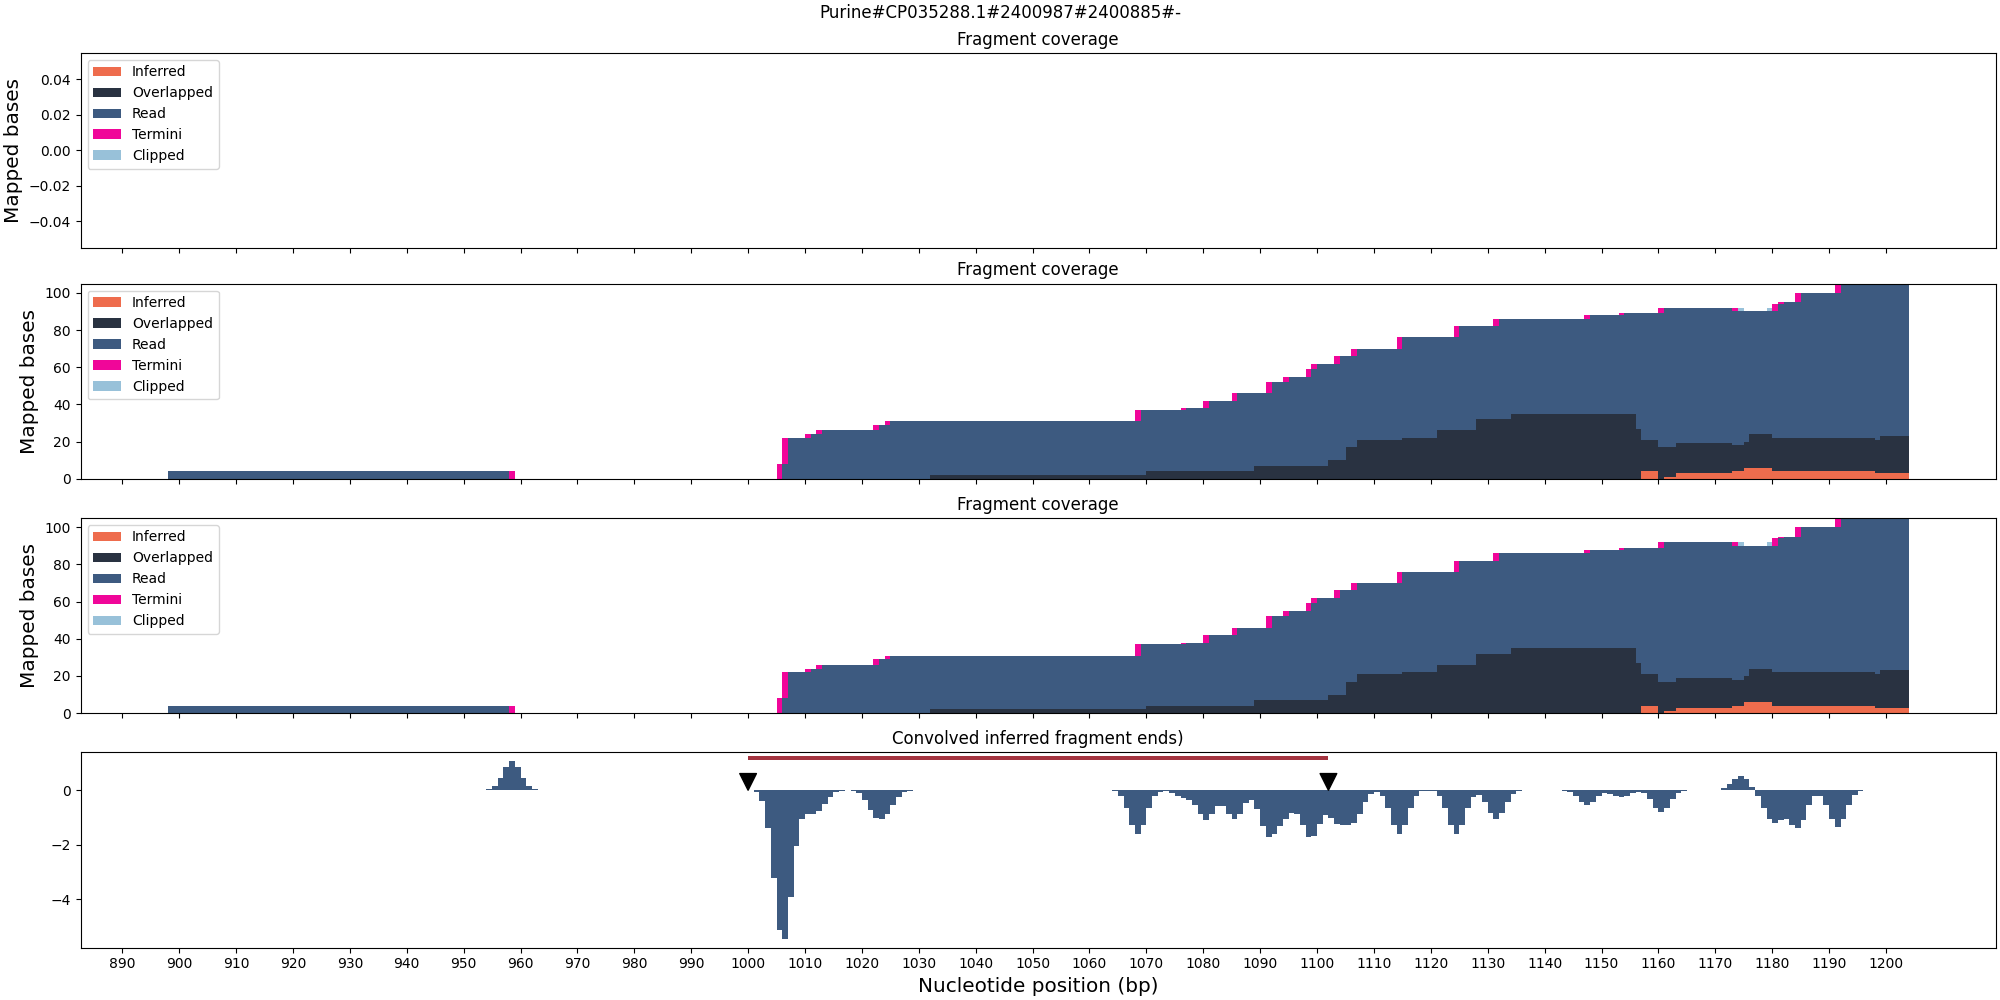 Purine#CP035288.1#2400987#2400885#-
Fragment coverage
Mapped bases
0.04
0.02
0.00
−0.02
−0.04
Inferred
Overlapped
Read
Termini
Clipped
Fragment coverage
Mapped bases
100
80
60
40
20
0
Inferred
Overlapped
Read
Termini
Clipped
Fragment coverage
Mapped bases
100
80
60
40
20
0
Inferred
Overlapped
Read
Termini
Clipped
Convolved inferred fragment ends)
0
−2
−4
890 900 910 920 930 940 950 960 970 980 990 1000 1010 1020 1030 1040 1050 1060 1070 1080 1090 1100 1110 1120 1130 1140 1150 1160 1170 1180 1190 1200
Nucleotide position (bp)